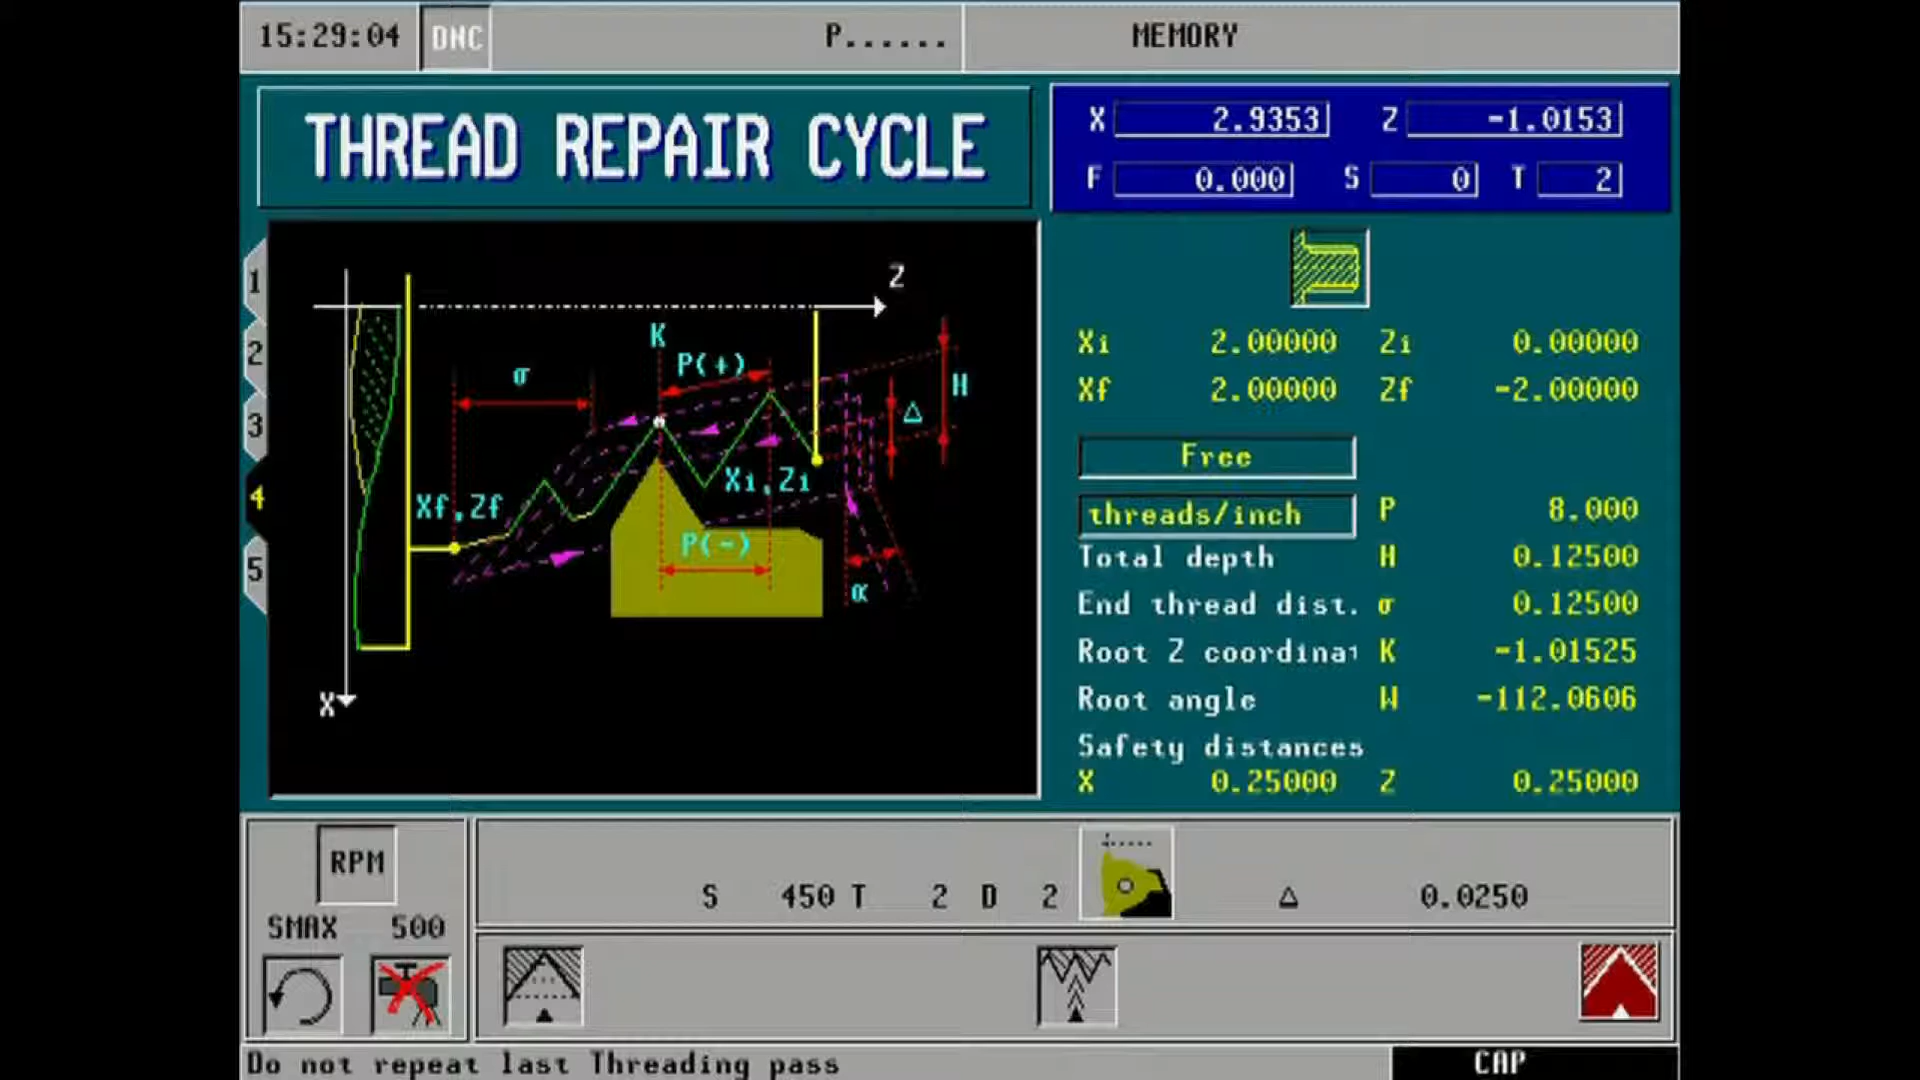 15:29:04 DNC P...... MEMORY
THREAD REPAIR CYCLE
X 2.9353 Z -1.0153
F 0.000 S 0 T 2
1
2
3
4
5
Z
K
P(+)
σ
H
Δ
Xi,Zi
Xf,Zf
P(-)
α
X
Xi 2.00000 Zi 0.00000
Xf 2.00000 Zf -2.00000
Free
threads/inch P 8.000
Total depth H 0.12500
End thread dist. σ 0.12500
Root Z coordinat K -1.01525
Root angle W -112.0606
Safety distances
X 0.25000 Z 0.25000
RPM
SMAX 500
S 450 T 2 D 2 Δ 0.0250
Do not repeat last Threading pass
CAP